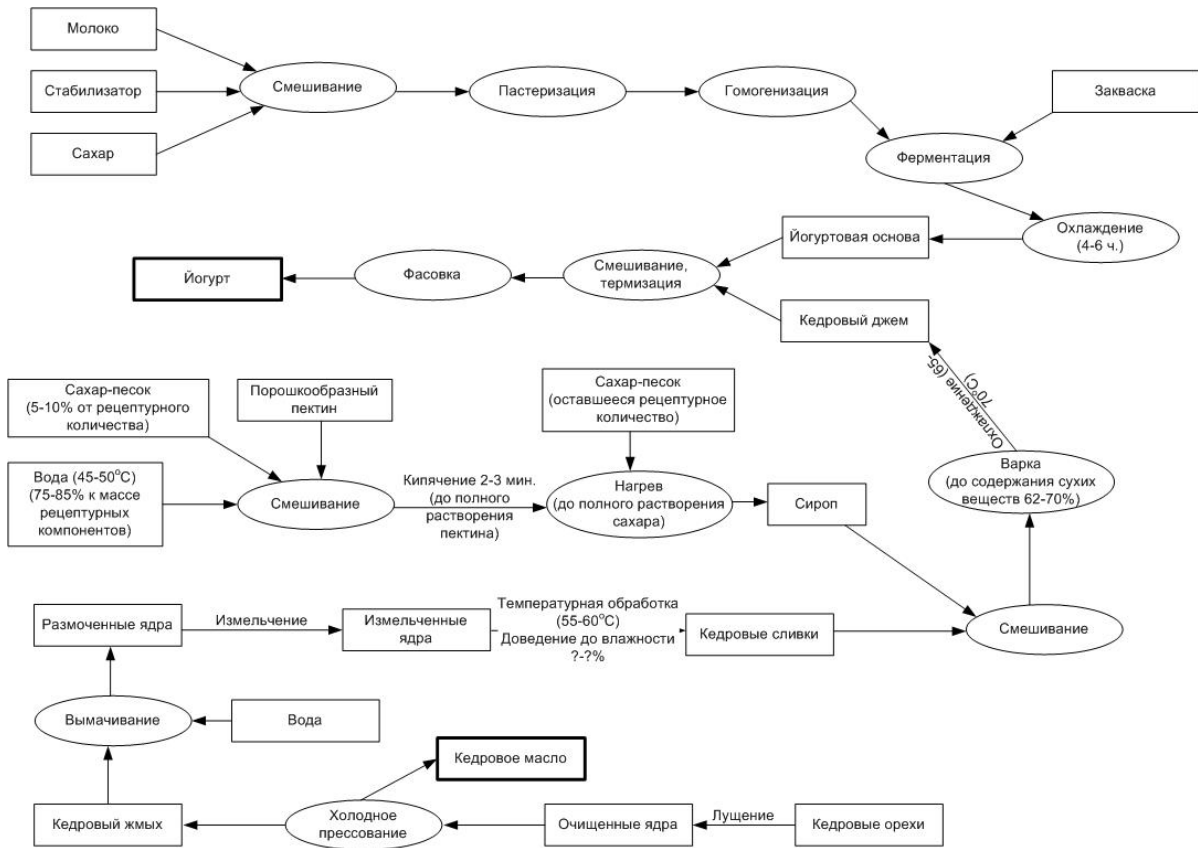 Молоко
Стабилизатор
Сахар
Смешивание
Пастеризация
Гомогенизация
Закваска
Ферментация
Охлаждение
(4-6 ч.)
Йогуртовая основа
Смешивание,
термизация
Фасовка
Йогурт
Кедровый джем
Охлаждение (65-
70°С)
Сахар-песок
(5-10% от рецептурного
количества)
Порошкообразный
пектин
Сахар-песок
(оставшееся рецептурное
количество)
Вода (45-50°С)
(75-85% к массе
рецептурных
компонентов)
Смешивание
Кипячение 2-3 мин.
(до полного
растворения
пектина)
Нагрев
(до полного растворения
сахара)
Сироп
Варка
(до содержания сухих
веществ 62-70%)
Размоченные ядра
Измельчение
Измельченные
ядра
Температурная обработка
(55-60°С)
Доведение до влажности
?-?%
Кедровые сливки
Смешивание
Вымачивание
Вода
Кедровое масло
Кедровый жмых
Холодное
прессование
Очищенные ядра
Лущение
Кедровые орехи